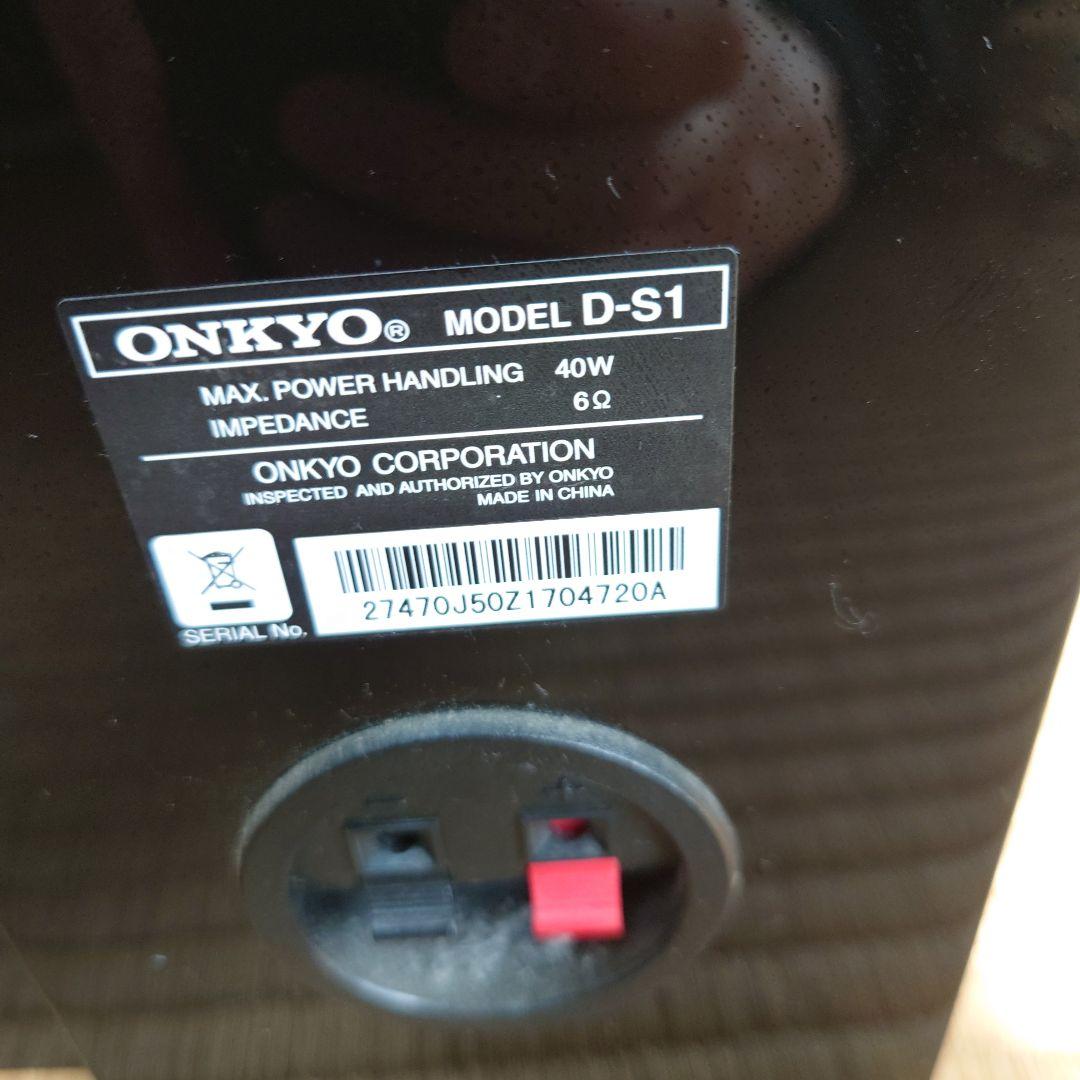 ONKYO® MODEL D-S1
MAX. POWER HANDLING 40W
IMPEDANCE 6Ω
ONKYO CORPORATION
INSPECTED AND AUTHORIZED BY ONKYO
MADE IN CHINA
SERIAL No. 27470J50Z1704720A